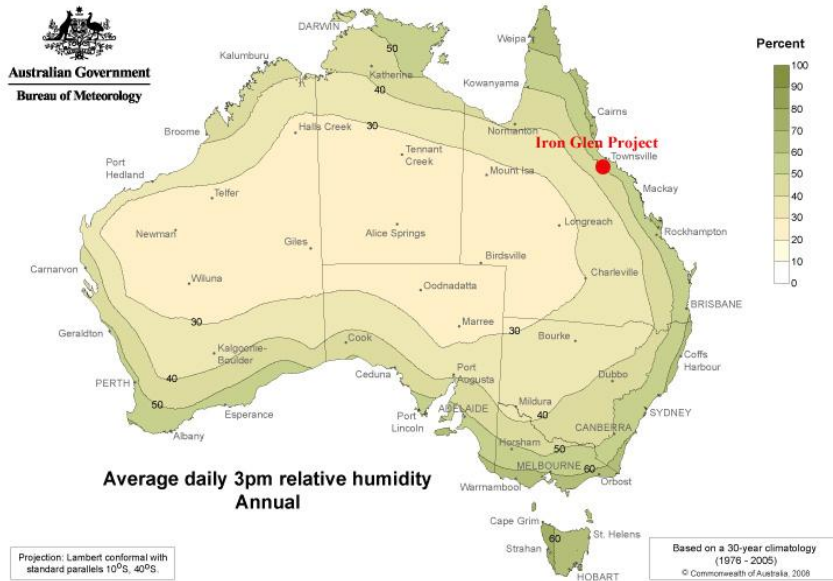 Australian Government
Bureau of Meteorology
DARWIN
Weipa
50
Percent
Kalumburu
Katherine
Kowanyama
100
90
80
70
60
50
40
30
20
10
0
40
Cairns
Broome
Halls Creek
30
Normanton
Iron Glen Project
Townsville
Port
Hedland
Tennant
Creek
Mount Isa
Mackay
Telfer
Longreach
Rockhampton
Newman
Giles
Alice Springs
Birdsville
Carnarvon
Wiluna
Oodnadatta
Charleville
BRISBANE
30
Marree
30
Geraldton
Kalgoorlie-
Boulder
Cook
Bourke
Coffs
Harbour
PERTH
40
Ceduna
Port
Augusta
Dubbo
50
Esperance
Port
Lincoln
ADELAIDE
Mildura
40
SYDNEY
Albany
CANBERRA
Horsham
50
MELBOURNE
60
Warrnambool
Orbost
Average daily 3pm relative humidity
Annual
Cape Grim
St. Helens
60
Strahan
HOBART
Projection: Lambert conformal with
standard parallels 10°S, 40°S.
Based on a 30-year climatology
(1976 - 2005)
© Commonwealth of Australia, 2008